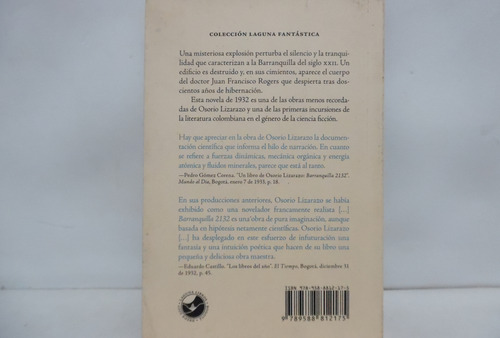 COLECCIÓN LAGUNA FANTÁSTICA
Una misteriosa explosión perturba el silencio y la tranqui-
lidad que caracterizan a la Barranquilla del siglo XXII. Un
edificio es destruido y, en sus cimientos, aparece el cuerpo
del doctor Juan Francisco Rogers que despierta tras dos-
cientos años de hibernación.
Esta novela de 1932 es una de las obras menos recorda-
das de Osorio Lizarazo y una de las primeras incursiones de
la literatura colombiana en el género de la ciencia ficción.
Hay que apreciar en la obra de Osorio Lizarazo la documen-
tación científica que informa el hilo de narración. En cuanto
se refiere a fuerzas dinámicas, mecánica orgánica y energía
atómica y fluidos minerales, parece que está al tanto.
—Pedro Gómez Corena. "Un libro de Osorio Lizarazo: Barranquilla 2132".
Mundo al Día, Bogotá, enero 7 de 1933, p. 18.
En sus producciones anteriores, Osorio Lizarazo se había
exhibido como una novelador francamente realista [...]
Barranquilla 2132 es una obra de pura imaginación, aunque
basada en hipótesis netamente científicas. Osorio Lizarazo
[...] ha desplegado en este esfuerzo de infuturación una
fantasía y una intuición poética que hacen de su libro una
pequeña y deliciosa obra maestra.
—Eduardo Castillo. "Los libros del año". El Tiempo, Bogotá, diciembre 31
de 1932, p. 45.
ISBN 978-958-8812-17-5
9 789588 812175